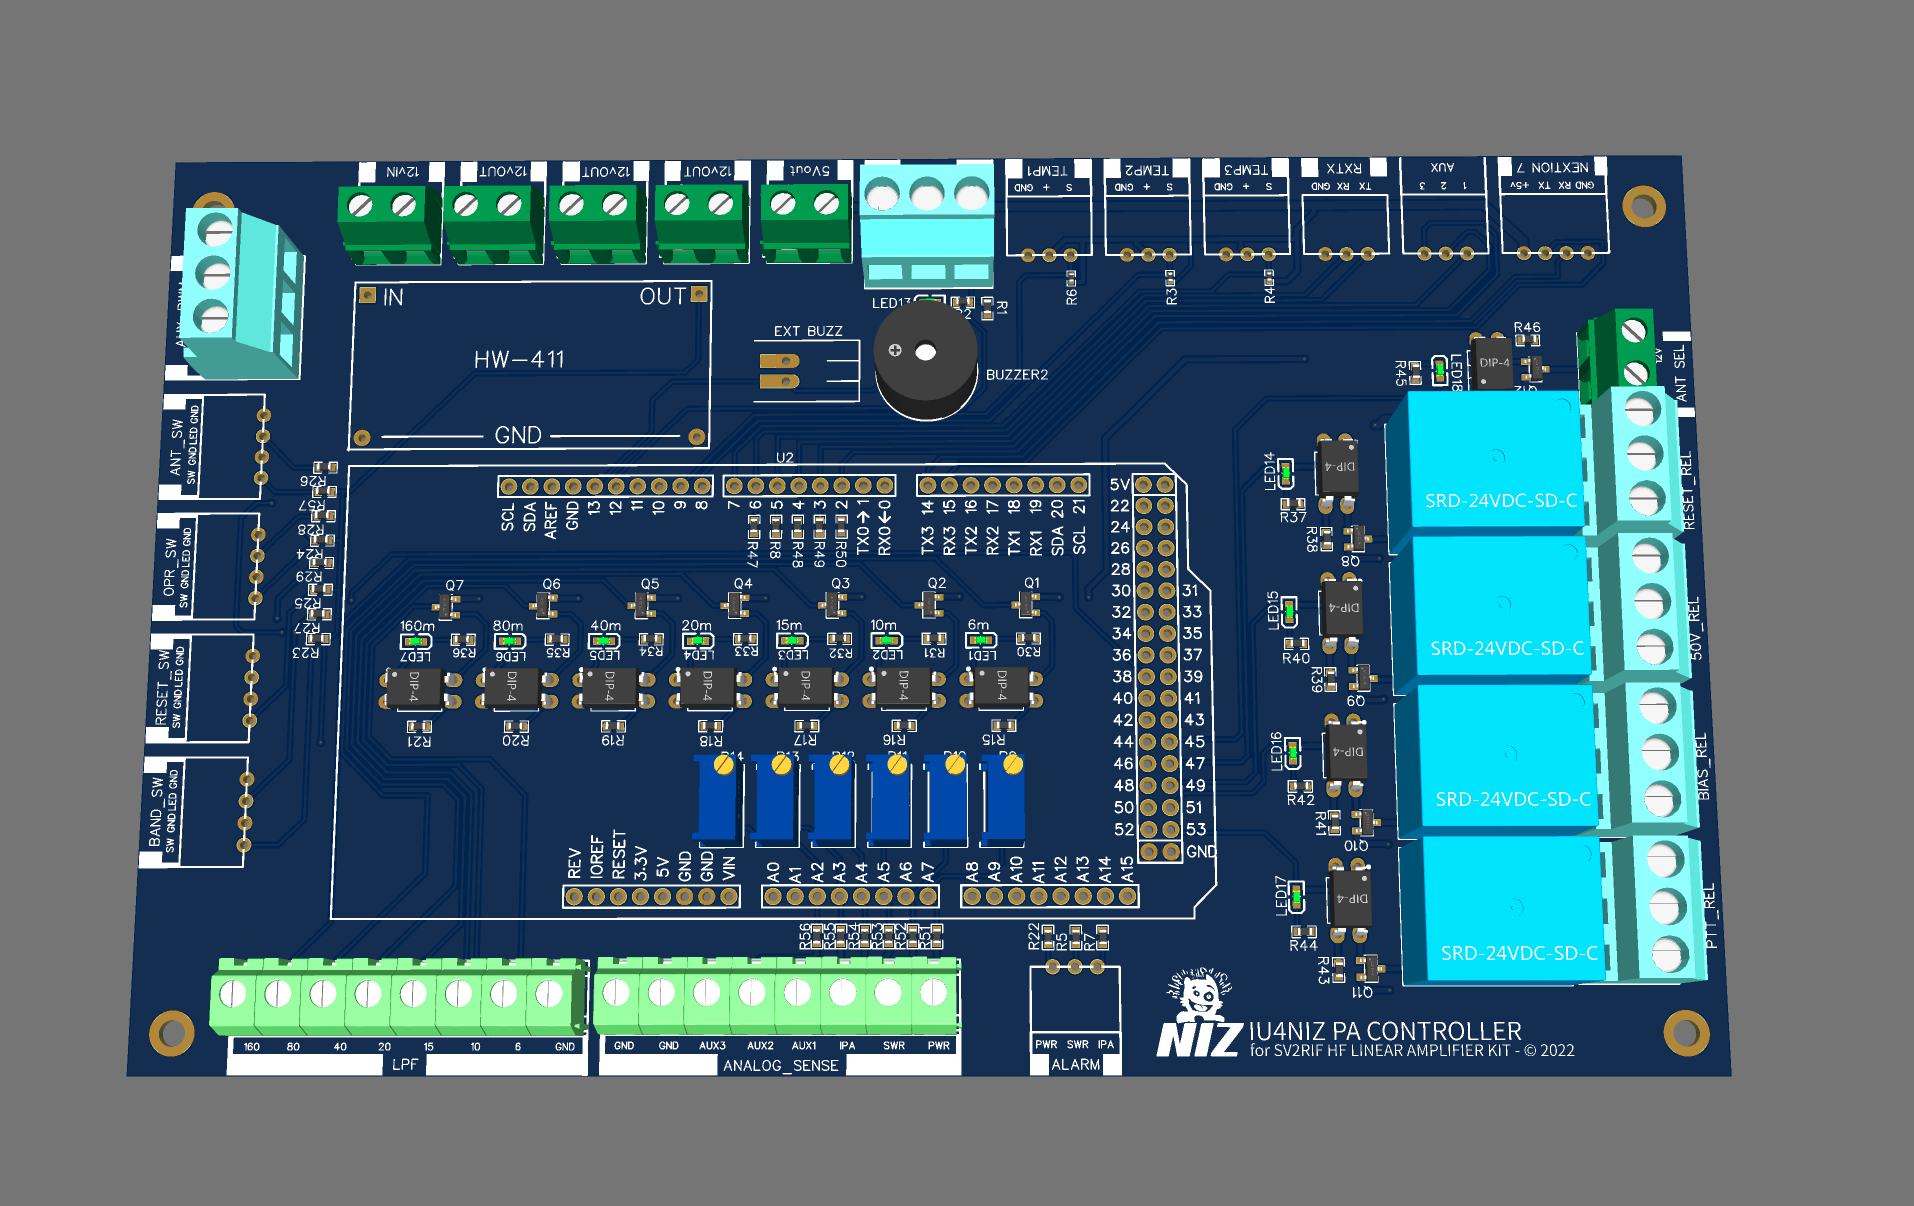 12vIN
12vOUT
12vOUT
12vOUT
5Vout
TEMP1
GND + S
TEMP2
GND + S
TEMP3
GND + S
RXTX
GND RX TX
AUX
3 2 1
NEXTION 7
+5v TX RX GND
R6
R3
R4
LED13
R1
IN
OUT
HW-411
GND
EXT BUZZ
BUZZER2
R46
R45
LED18
DIP-4
ANT SEL
ANT_SW
SW GND LED GND
OPR_SW
SW GND LED GND
RESET_SW
SW GND LED GND
BAND_SW
SW GND LED GND
R26
R57
R28
R24
R29
R25
R27
R23
U2
SCL
SDA
AREF
GND
13
12
11
10
9
8
7
6
5
4
3
2
TX0→1
RX0←0
TX3 14
RX3 15
TX2 16
RX2 17
TX1 18
RX1 19
SDA 20
SCL 21
R47
R8
R48
R49
R50
5V
22
24
26
28
30 31
32 33
34 35
36 37
38 39
40 41
42 43
44 45
46 47
48 49
50 51
52 53
GND
Q7
Q6
Q5
Q4
Q3
Q2
Q1
160m
80m
40m
20m
15m
10m
6m
LED7
R36
LED6
R35
LED5
R34
LED4
R33
LED3
R32
LED2
R31
LED1
R30
DIP-4
DIP-4
DIP-4
DIP-4
DIP-4
DIP-4
DIP-4
R21
R20
R19
R18
R17
R16
R15
REV
IOREF
RESET
3.3V
5V
GND
GND
VIN
A0
A1
A2
A3
A4
A5
A6
A7
A8
A9
A10
A11
A12
A13
A14
A15
R56
R55
R54
R53
R52
R51
R22
R5
R7
LED14
DIP-4
R37
R38
Q8
SRD-24VDC-SD-C
RESET_REL
LED15
DIP-4
R40
R39
Q9
SRD-24VDC-SD-C
50V_REL
LED16
DIP-4
R42
R41
Q10
SRD-24VDC-SD-C
BIAS_REL
LED17
DIP-4
R44
R43
Q11
SRD-24VDC-SD-C
PTT_REL
160 80 40 20 15 10 6 GND
LPF
GND GND AUX3 AUX2 AUX1 IPA SWR PWR
ANALOG_SENSE
PWR SWR IPA
ALARM
NIZ
IU4NIZ PA CONTROLLER
for SV2RIF HF LINEAR AMPLIFIER KIT - © 2022